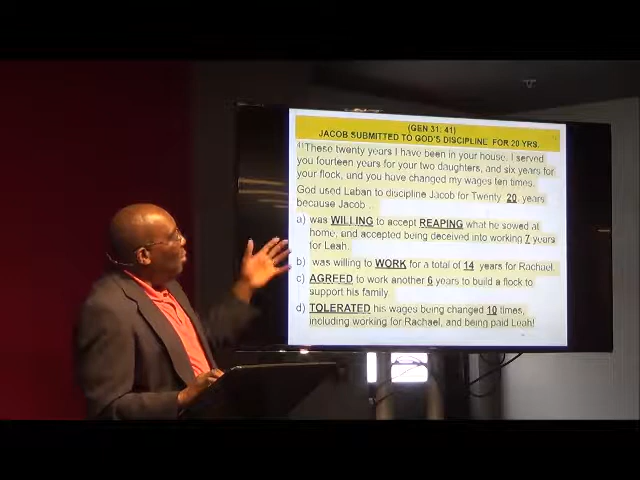 (GEN 31: 41)
JACOB SUBMITTED TO GOD'S DISCIPLINE FOR 20 YRS.
41These twenty years I have been in your house. I served
you fourteen years for your two daughters, and six years for
your flock, and you have changed my wages ten times.
God used Laban to discipline Jacob for Twenty 20 years
because Jacob ...
a) was WILLING to accept REAPING what he sowed at
home, and accepted being deceived into working 7 years
for Leah.
b) was willing to WORK for a total of 14 years for Rachael.
c) AGREED to work another 6 years to build a flock to
support his family
d) TOLERATED his wages being changed 10 times,
including working for Rachael, and being paid Leah!